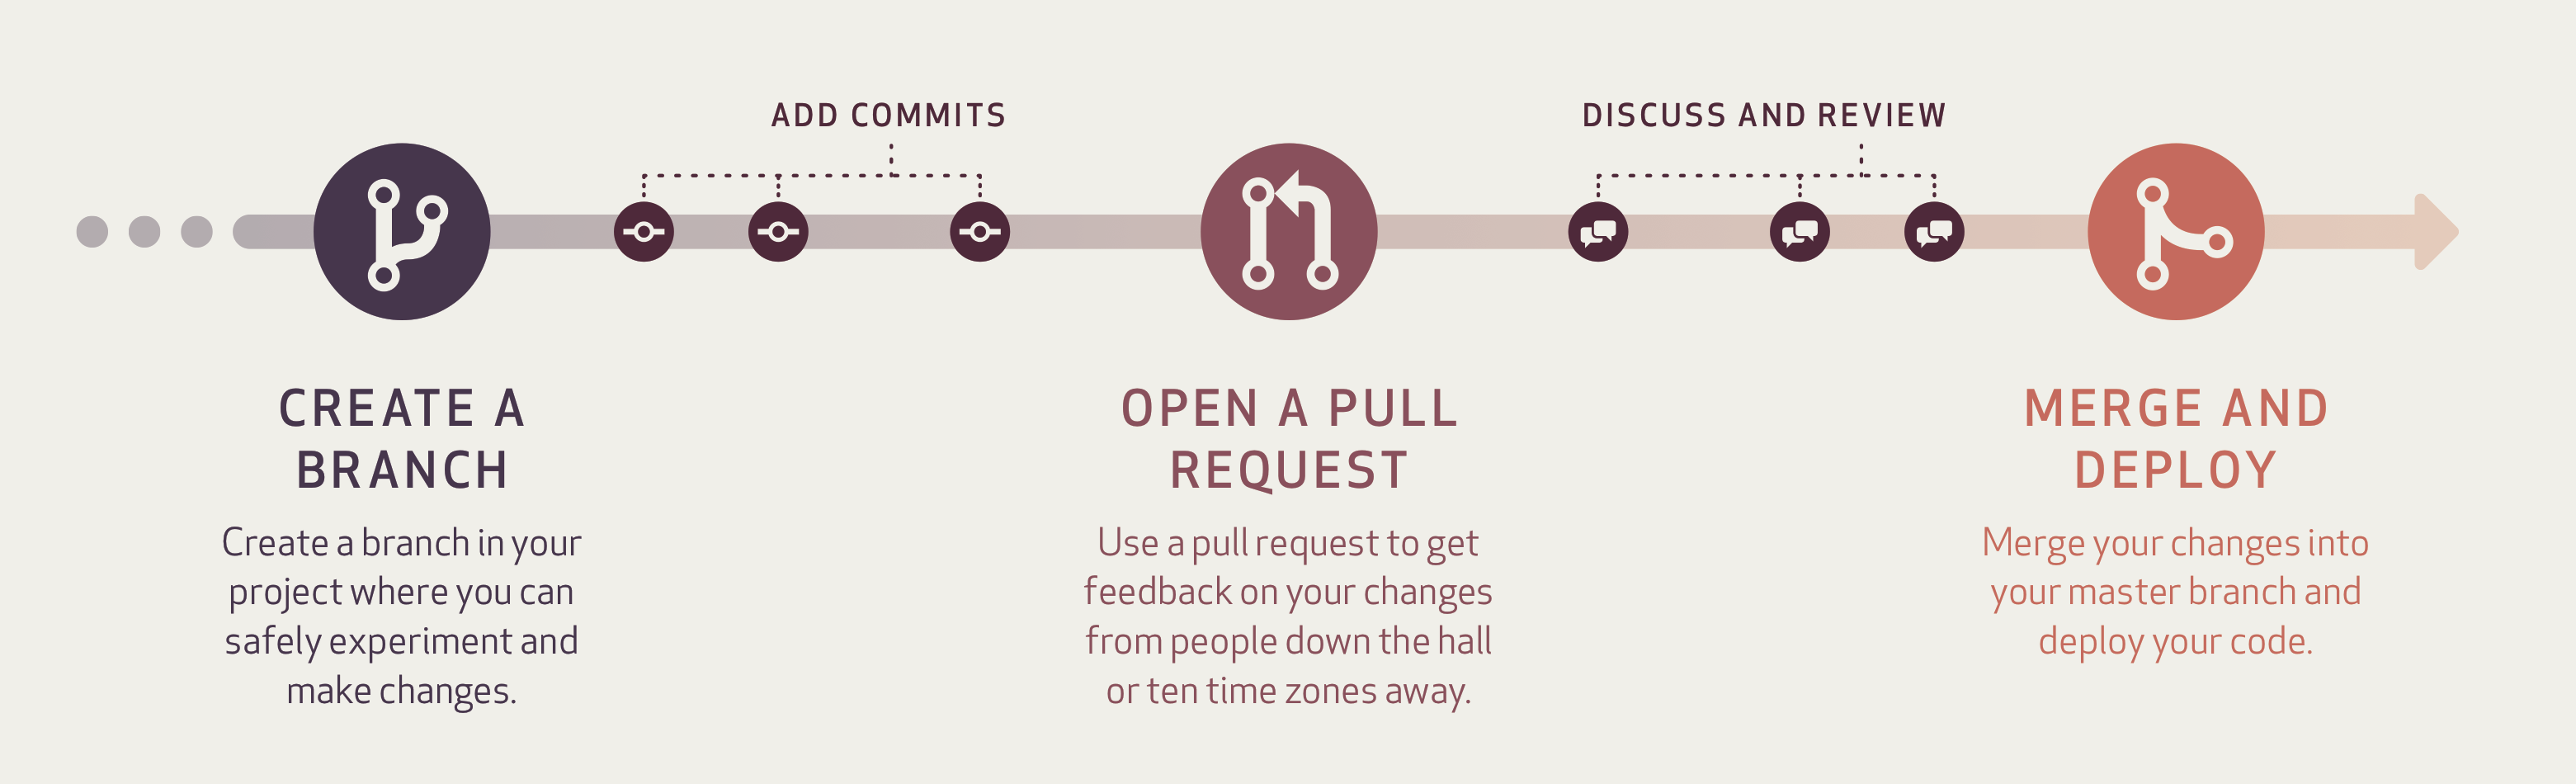 ADD COMMITS
DISCUSS AND REVIEW
CREATE A
BRANCH
Create a branch in your
project where you can
safely experiment and
make changes.
OPEN A PULL
REQUEST
Use a pull request to get
feedback on your changes
from people down the hall
or ten time zones away.
MERGE AND
DEPLOY
Merge your changes into
your master branch and
deploy your code.